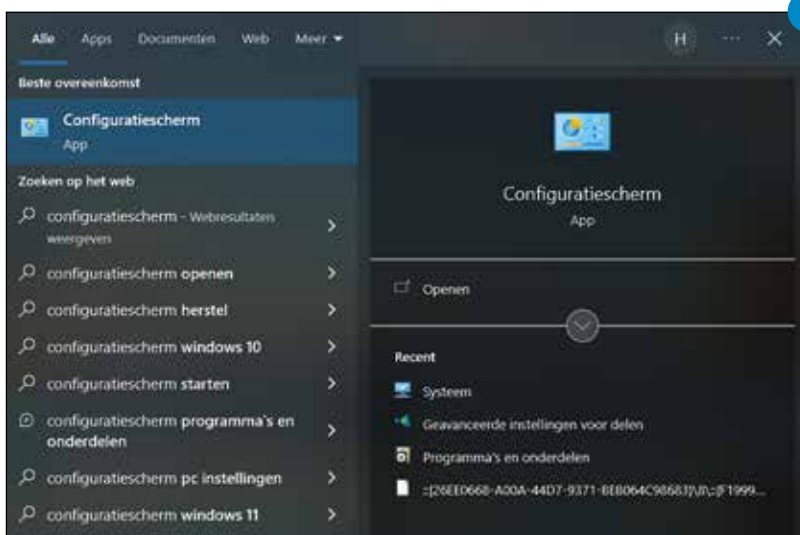 Alle Apps Documenten Web Meer
H ... ×
Beste overeenkomst
Configuratiescherm
App
Zoeken op het web
configuratiescherm - Webresultaten
weergeven
configuratiescherm openen
configuratiescherm herstel
configuratiescherm windows 10
configuratiescherm starten
configuratiescherm programma's en
onderdelen
configuratiescherm pc instellingen
configuratiescherm windows 11
Configuratiescherm
App
Openen
Recent
Systeem
Geavanceerde instellingen voor delen
Programma's en onderdelen